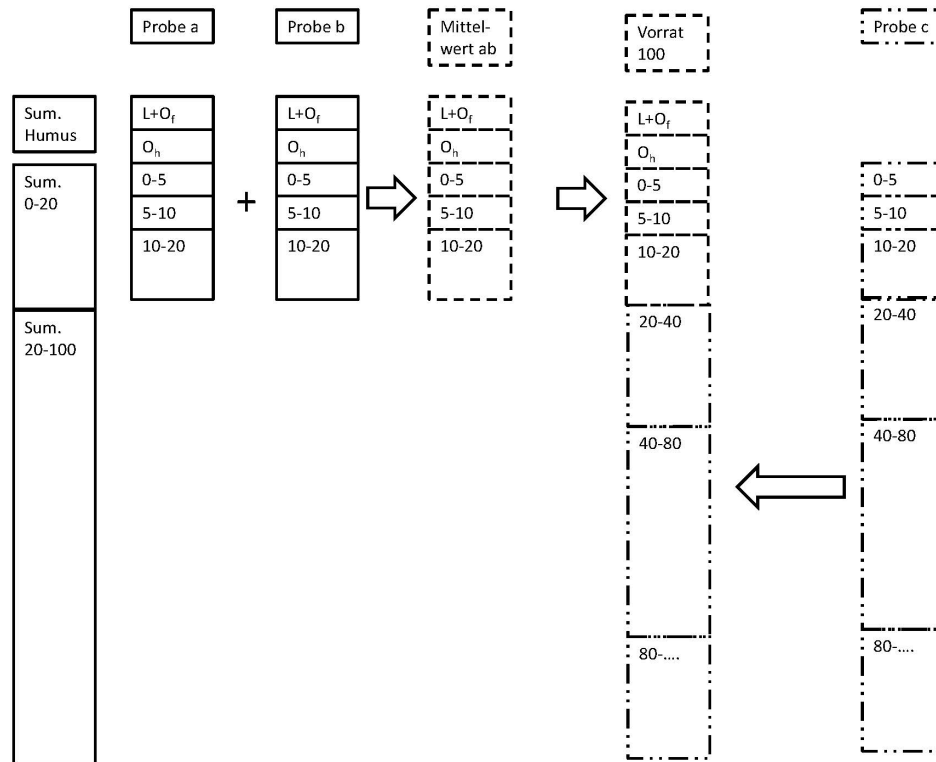 Probe a
Probe b
Mittel-
wert ab
Vorrat
100
Probe c
Sum.
Humus
Sum.
0-20
Sum.
20-100
L+Of
Oh
0-5
5-10
10-20
+
L+Of
Oh
0-5
5-10
10-20
L+Of
Oh
0-5
5-10
10-20
L+Of
Oh
0-5
5-10
10-20
20-40
40-80
80-....
0-5
5-10
10-20
20-40
40-80
80-....